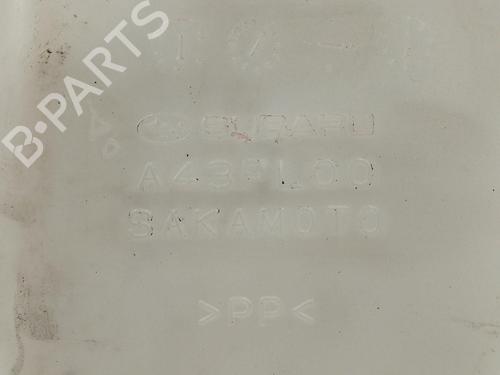 B-PARTS
SUBARU
A43FL00
SAKAMOTO
>PP<